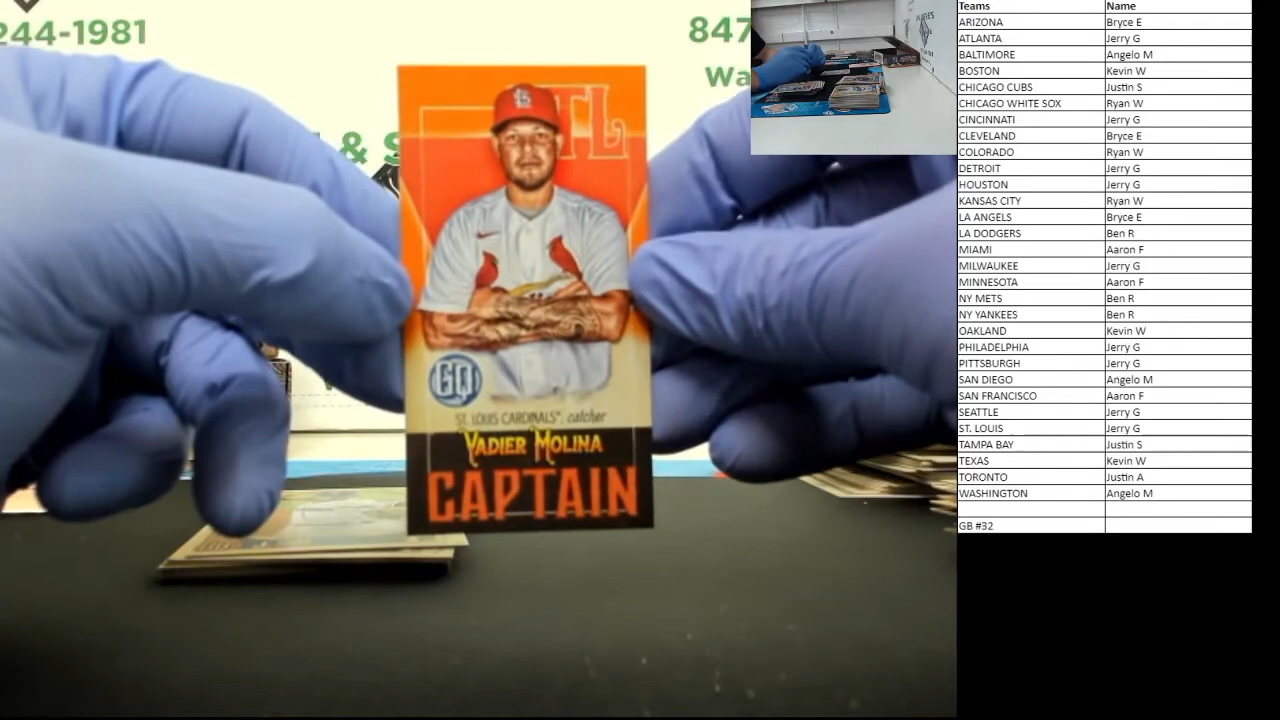 244-1981
847
Wa
& S
TL
GQ
ST. LOUIS CARDINALS®, catcher
YADIER MOLINA
CAPTAIN
Teams Name
ARIZONA Bryce E
ATLANTA Jerry G
BALTIMORE Angelo M
BOSTON Kevin W
CHICAGO CUBS Justin S
CHICAGO WHITE SOX Ryan W
CINCINNATI Jerry G
CLEVELAND Bryce E
COLORADO Ryan W
DETROIT Jerry G
HOUSTON Jerry G
KANSAS CITY Ryan W
LA ANGELS Bryce E
LA DODGERS Ben R
MIAMI Aaron F
MILWAUKEE Jerry G
MINNESOTA Aaron F
NY METS Ben R
NY YANKEES Ben R
OAKLAND Kevin W
PHILADELPHIA Jerry G
PITTSBURGH Jerry G
SAN DIEGO Angelo M
SAN FRANCISCO Aaron F
SEATTLE Jerry G
ST. LOUIS Jerry G
TAMPA BAY Justin S
TEXAS Kevin W
TORONTO Justin A
WASHINGTON Angelo M
GB #32